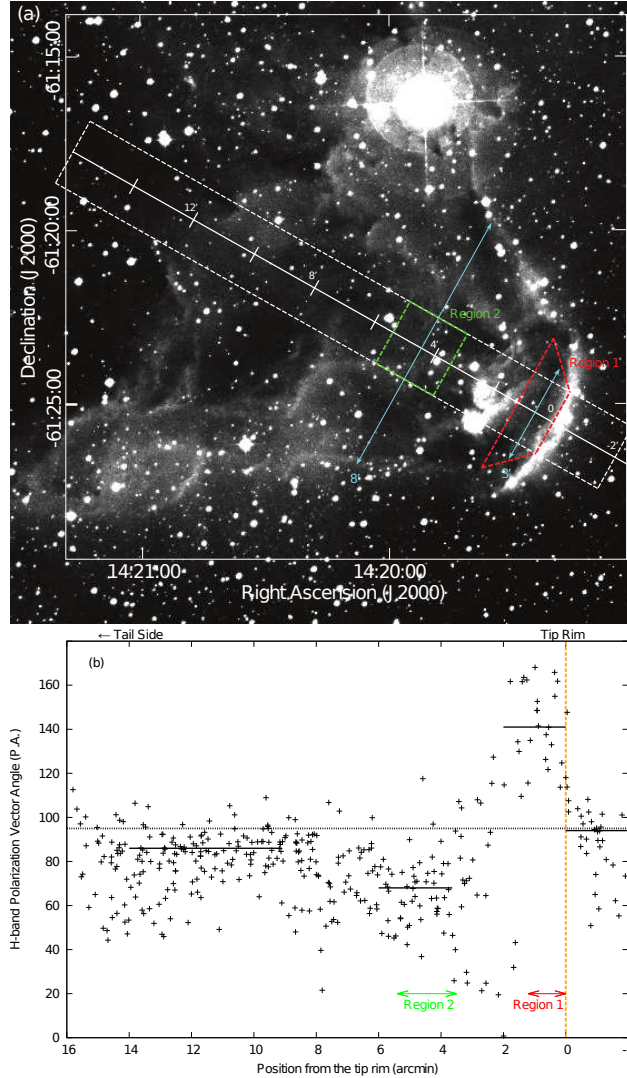 (a)
-61:15:00
12'
-61:20:00
8'
Region 2
4'
Region 1
0
-61:25:00
-2'
3'
8'
Declination (J 2000)
14:21:00
14:20:00
Right Ascension (J 2000)
← Tail Side
Tip Rim
(b)
160
140
120
100
80
60
40
20
0
H-band Polarization Vector Angle (P.A.)
Region 2
Region 1
16
14
12
10
8
6
4
2
0
-2
Position from the tip rim (arcmin)